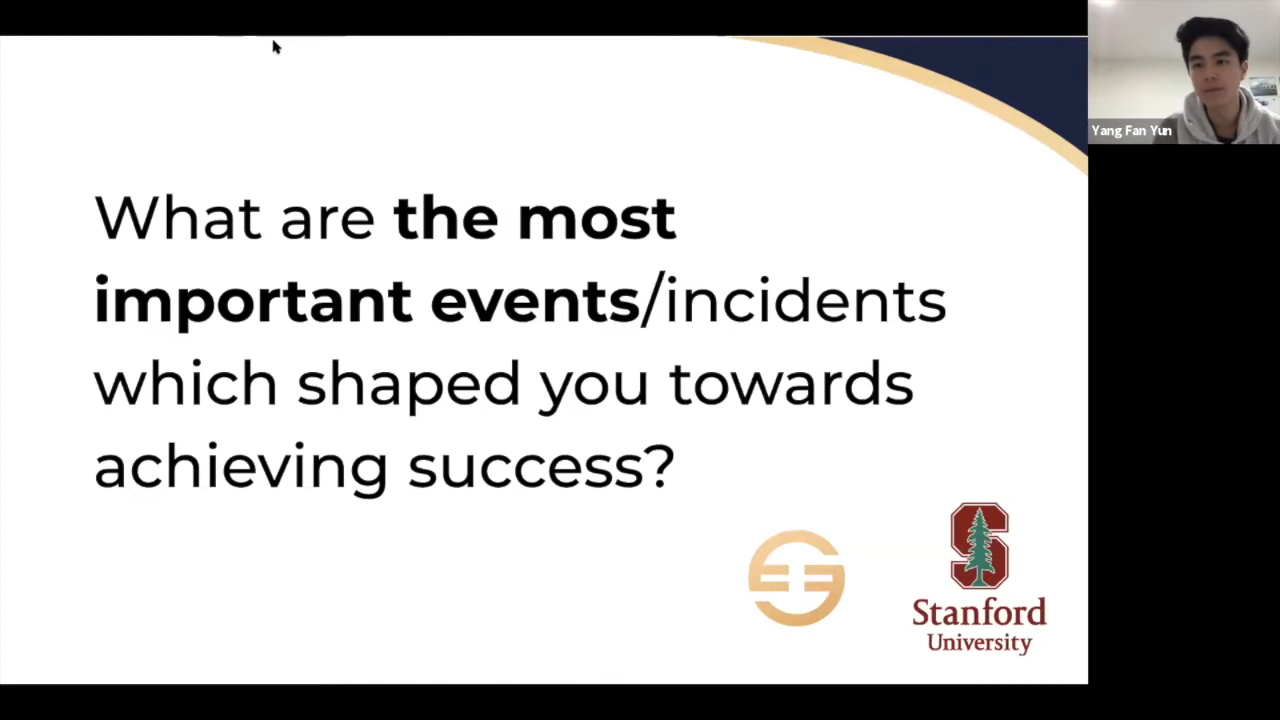 What are the most
important events/incidents
which shaped you towards
achieving success?
Stanford
University
Yang Fan Yun